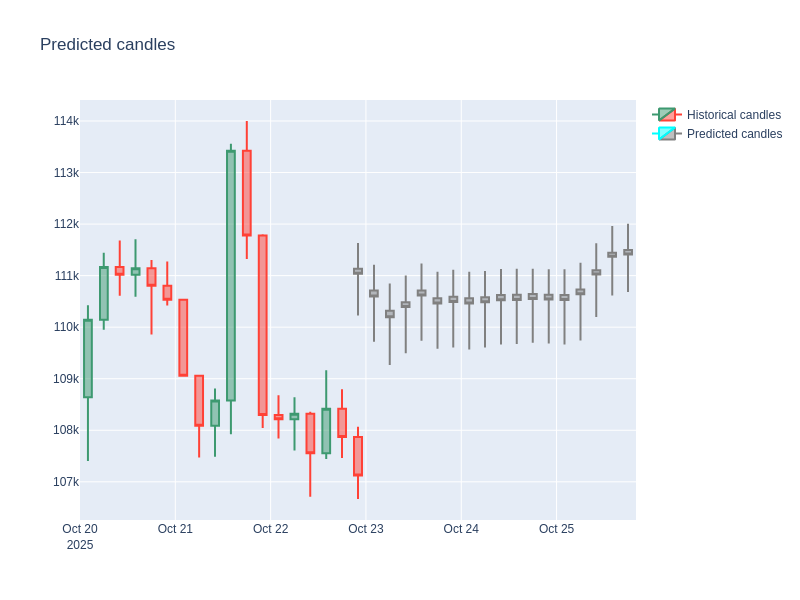 Predicted candles
Historical candles
Predicted candles
114k
113k
112k
111k
110k
109k
108k
107k
Oct 20
2025
Oct 21
Oct 22
Oct 23
Oct 24
Oct 25